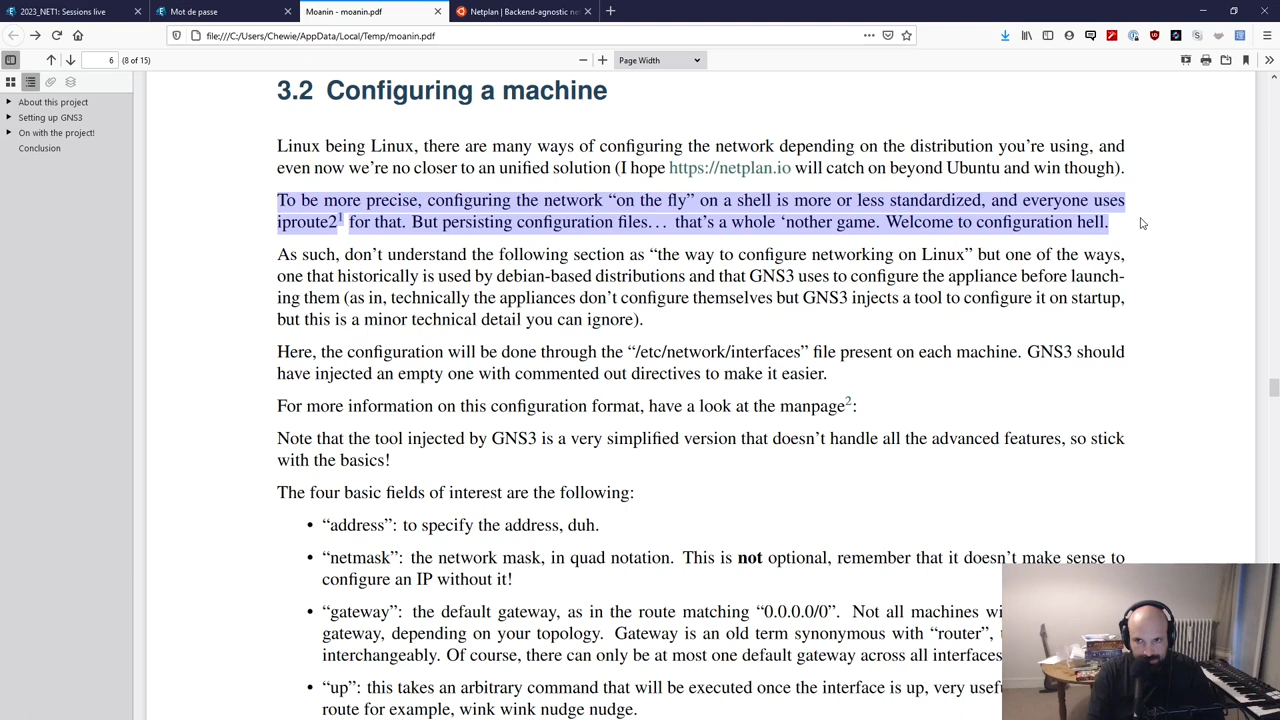 2023_NET1: Sessions live
Mot de passe
Moanin - moanin.pdf
Netplan | Backend-agnostic net
file:///C:/Users/Chewie/AppData/Local/Temp/moanin.pdf
6 (8 of 15)
Page Width
About this project
Setting up GNS3
On with the project!
Conclusion
3.2 Configuring a machine
Linux being Linux, there are many ways of configuring the network depending on the distribution you're using, and
even now we're no closer to an unified solution (I hope https://netplan.io will catch on beyond Ubuntu and win though).
To be more precise, configuring the network “on the fly” on a shell is more or less standardized, and everyone uses
iproute2¹ for that. But persisting configuration files… that's a whole ‘nother game. Welcome to configuration hell.
As such, don't understand the following section as “the way to configure networking on Linux” but one of the ways,
one that historically is used by debian-based distributions and that GNS3 uses to configure the appliance before launch-
ing them (as in, technically the appliances don't configure themselves but GNS3 injects a tool to configure it on startup,
but this is a minor technical detail you can ignore).
Here, the configuration will be done through the “/etc/network/interfaces” file present on each machine. GNS3 should
have injected an empty one with commented out directives to make it easier.
For more information on this configuration format, have a look at the manpage²:
Note that the tool injected by GNS3 is a very simplified version that doesn't handle all the advanced features, so stick
with the basics!
The four basic fields of interest are the following:
• “address”: to specify the address, duh.
• “netmask”: the network mask, in quad notation. This is not optional, remember that it doesn't make sense to
configure an IP without it!
• “gateway”: the default gateway, as in the route matching “0.0.0.0/0”. Not all machines
gateway, depending on your topology. Gateway is an old term synonymous with “router”,
interchangeably. Of course, there can only be at most one default gateway across all interfaces
• “up”: this takes an arbitrary command that will be executed once the interface is up, very
route for example, wink wink nudge nudge.